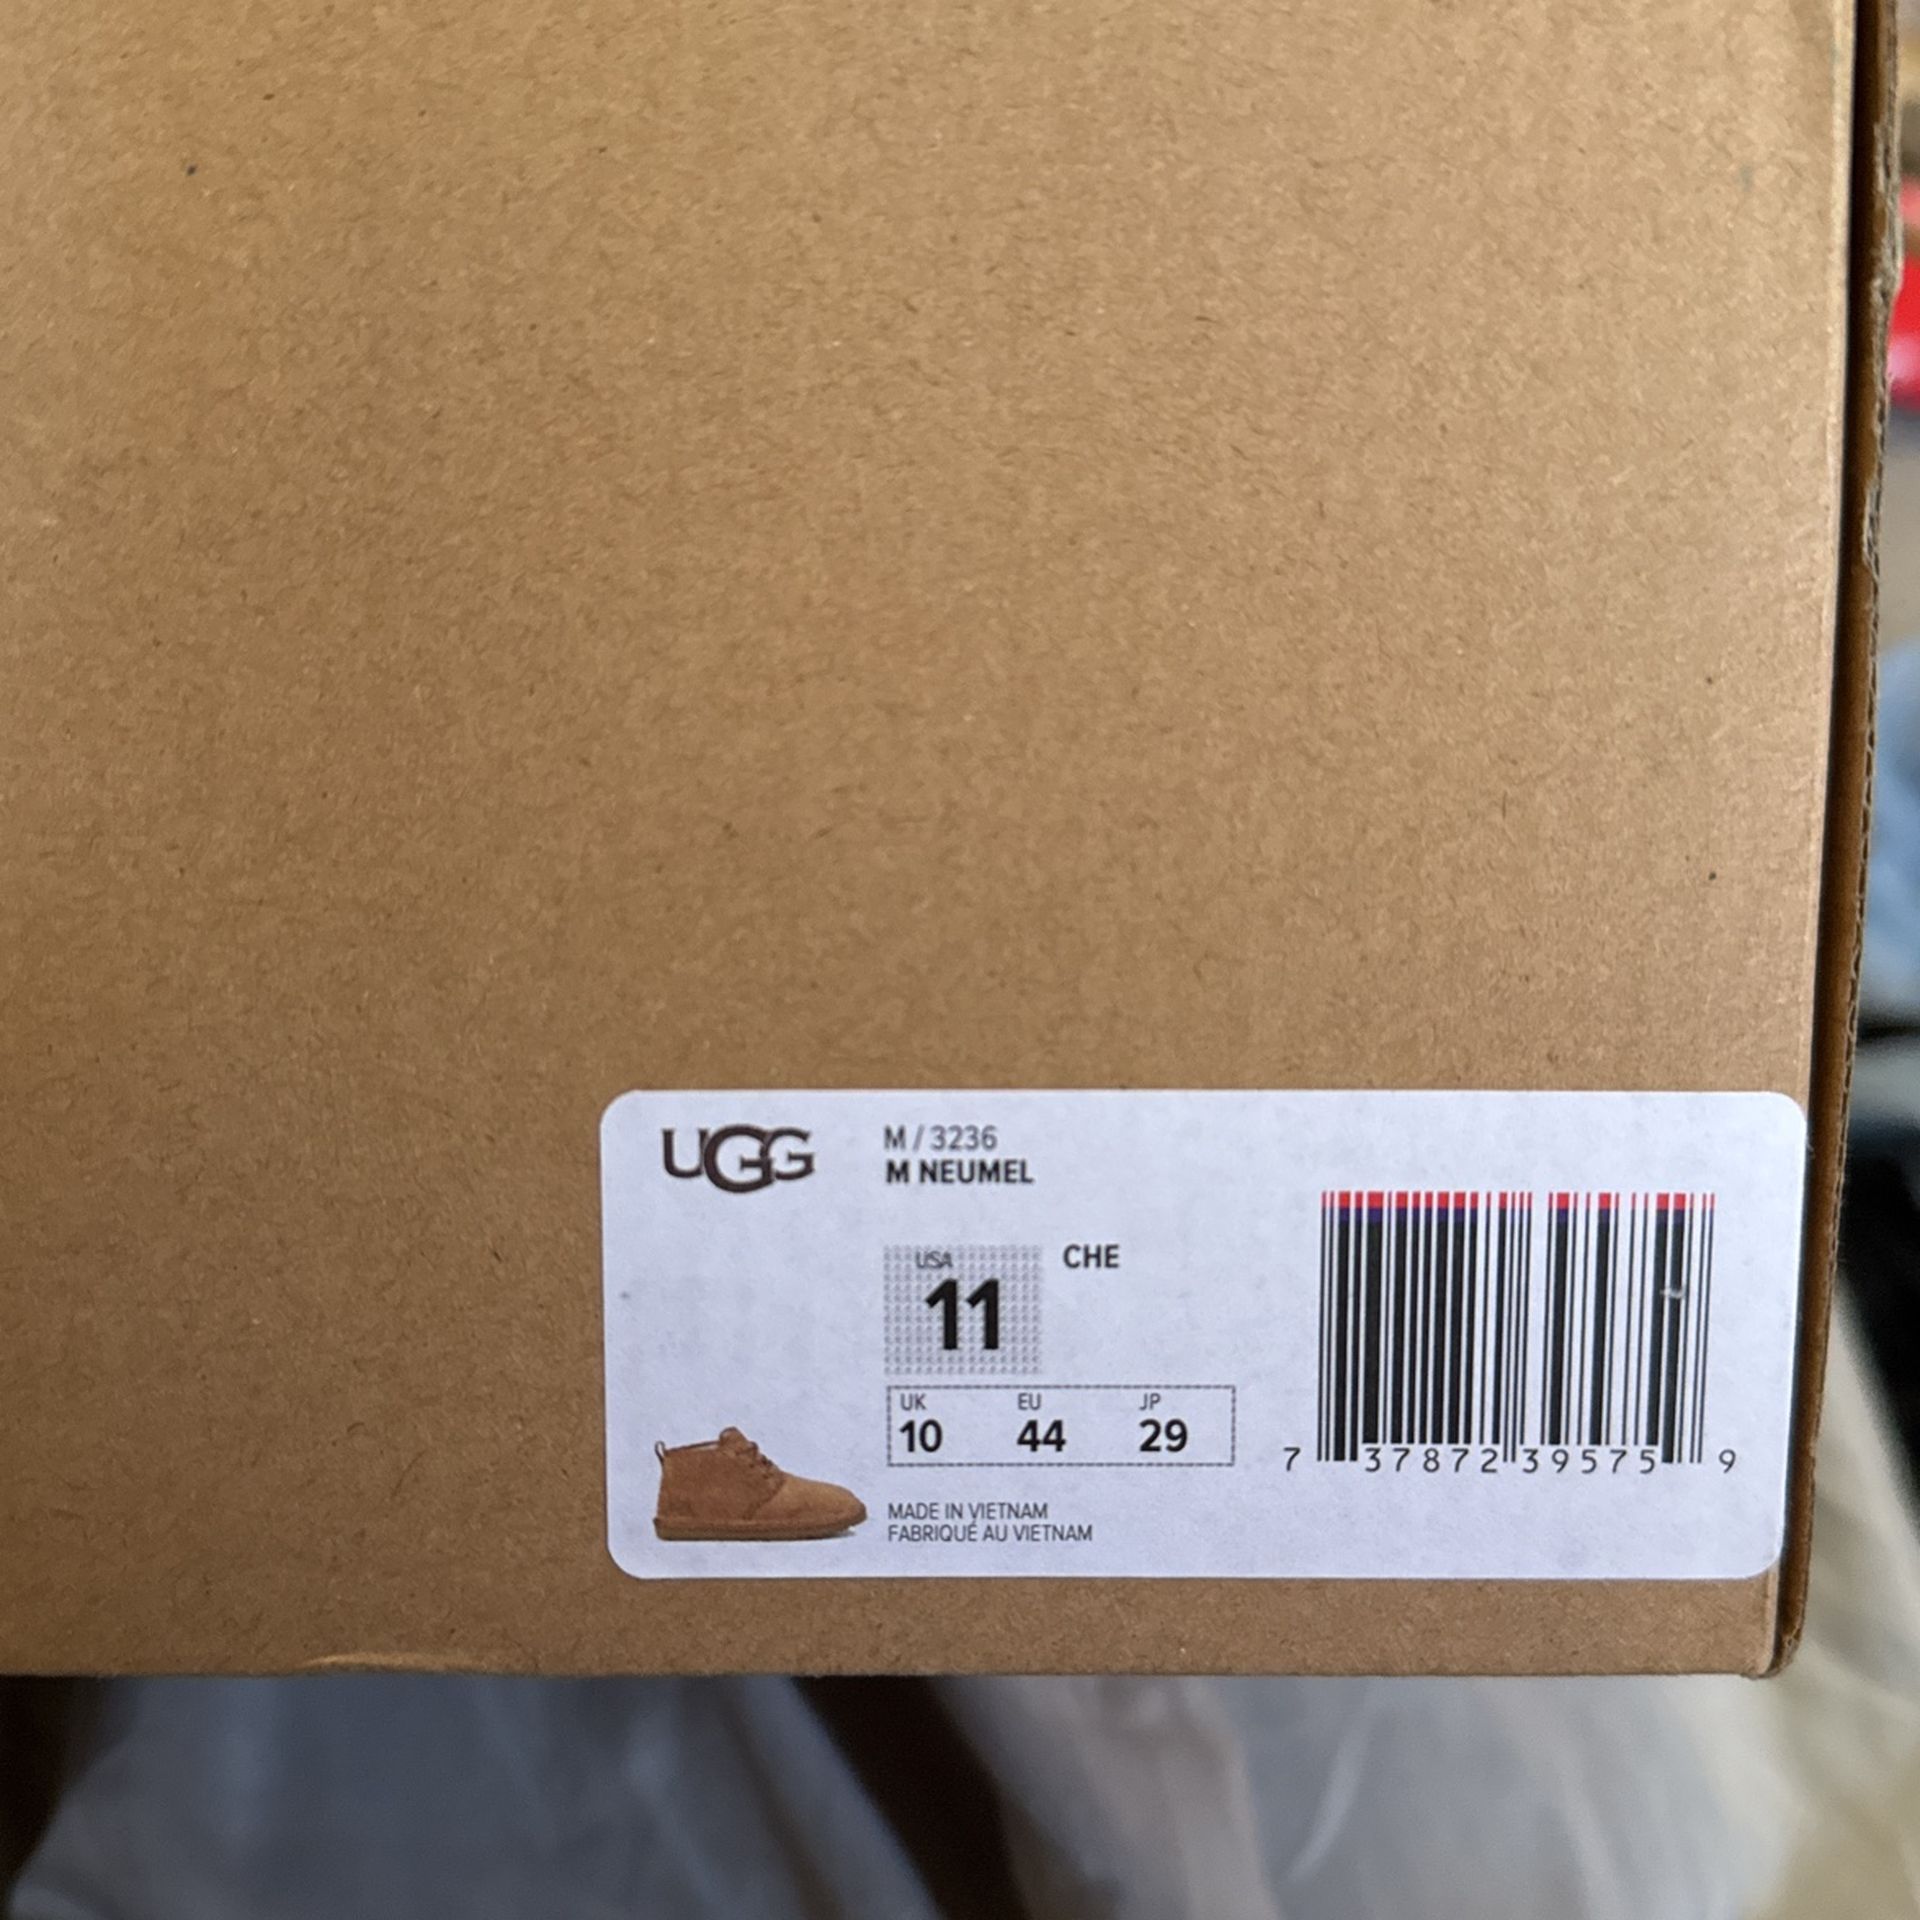 UGG
M / 3236
M NEUMEL
USA
11
CHE
UK EU JP
10 44 29
7 37872 39575 9
MADE IN VIETNAM
FABRIQUÉ AU VIETNAM